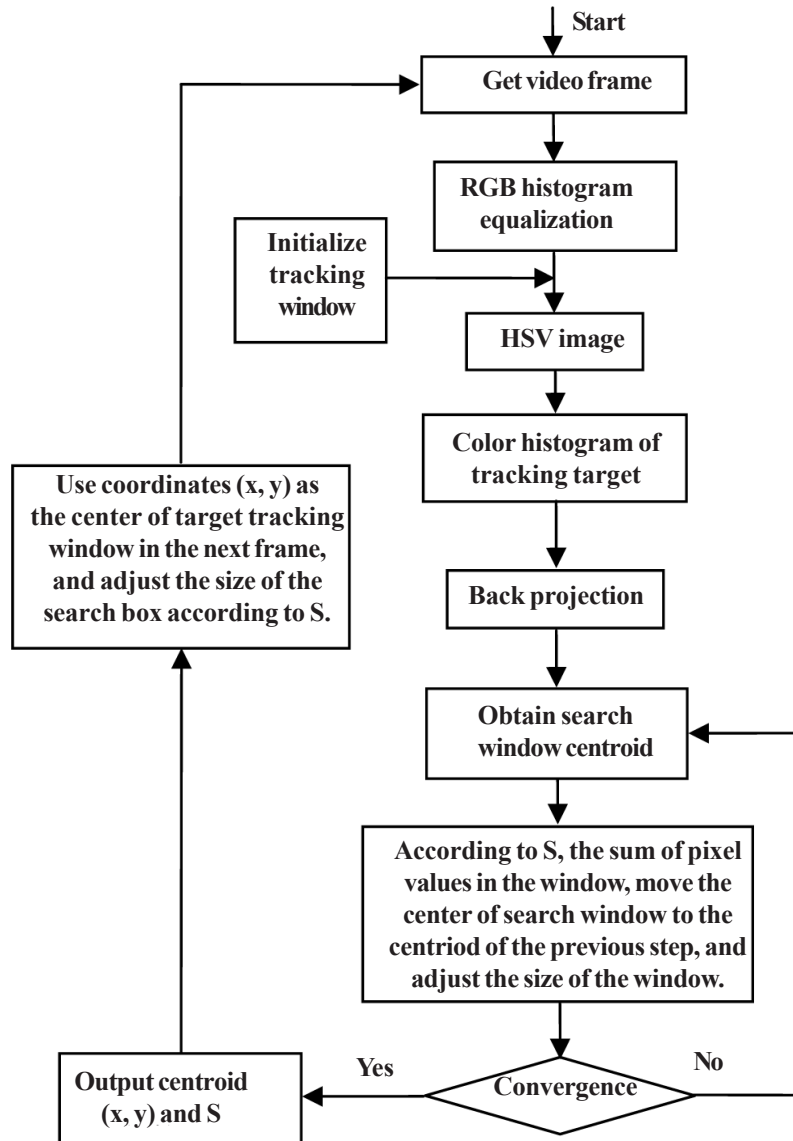 Start
Get video frame
RGB histogram
equalization
Initialize
tracking
window
HSV image
Color histogram of
tracking target
Use coordinates (x, y) as
the center of target tracking
window in the next frame,
and adjust the size of the
search box according to S.
Back projection
Obtain search
window centroid
According to S, the sum of pixel
values in the window, move the
center of search window to the
centriod of the previous step, and
adjust the size of the window.
Yes
No
Convergence
Output centroid
(x, y) and S